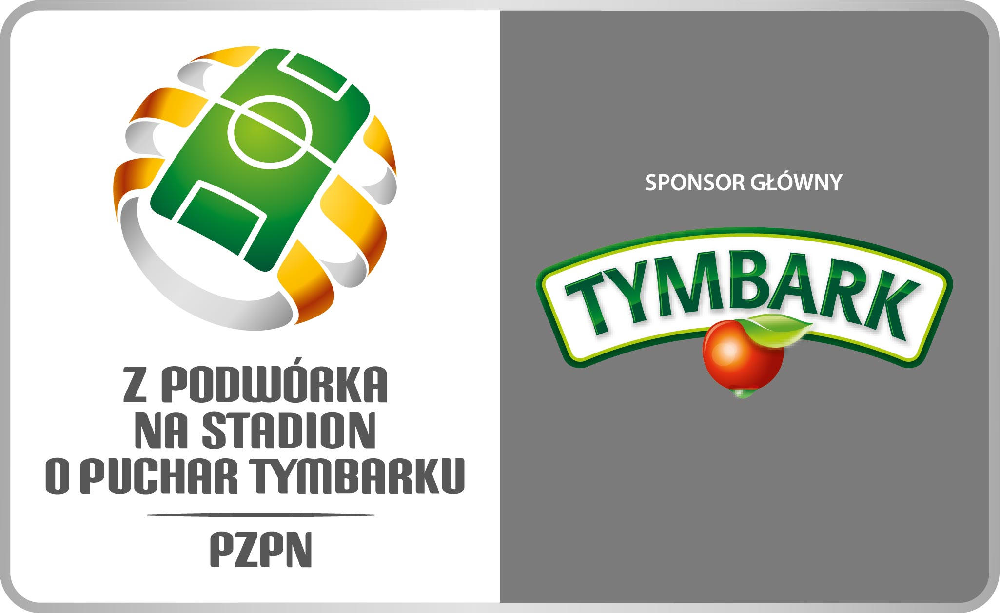 Z PODWÓRKA
NA STADION
O PUCHAR TYMBARKU
PZPN
SPONSOR GŁÓWNY
TYMBARK